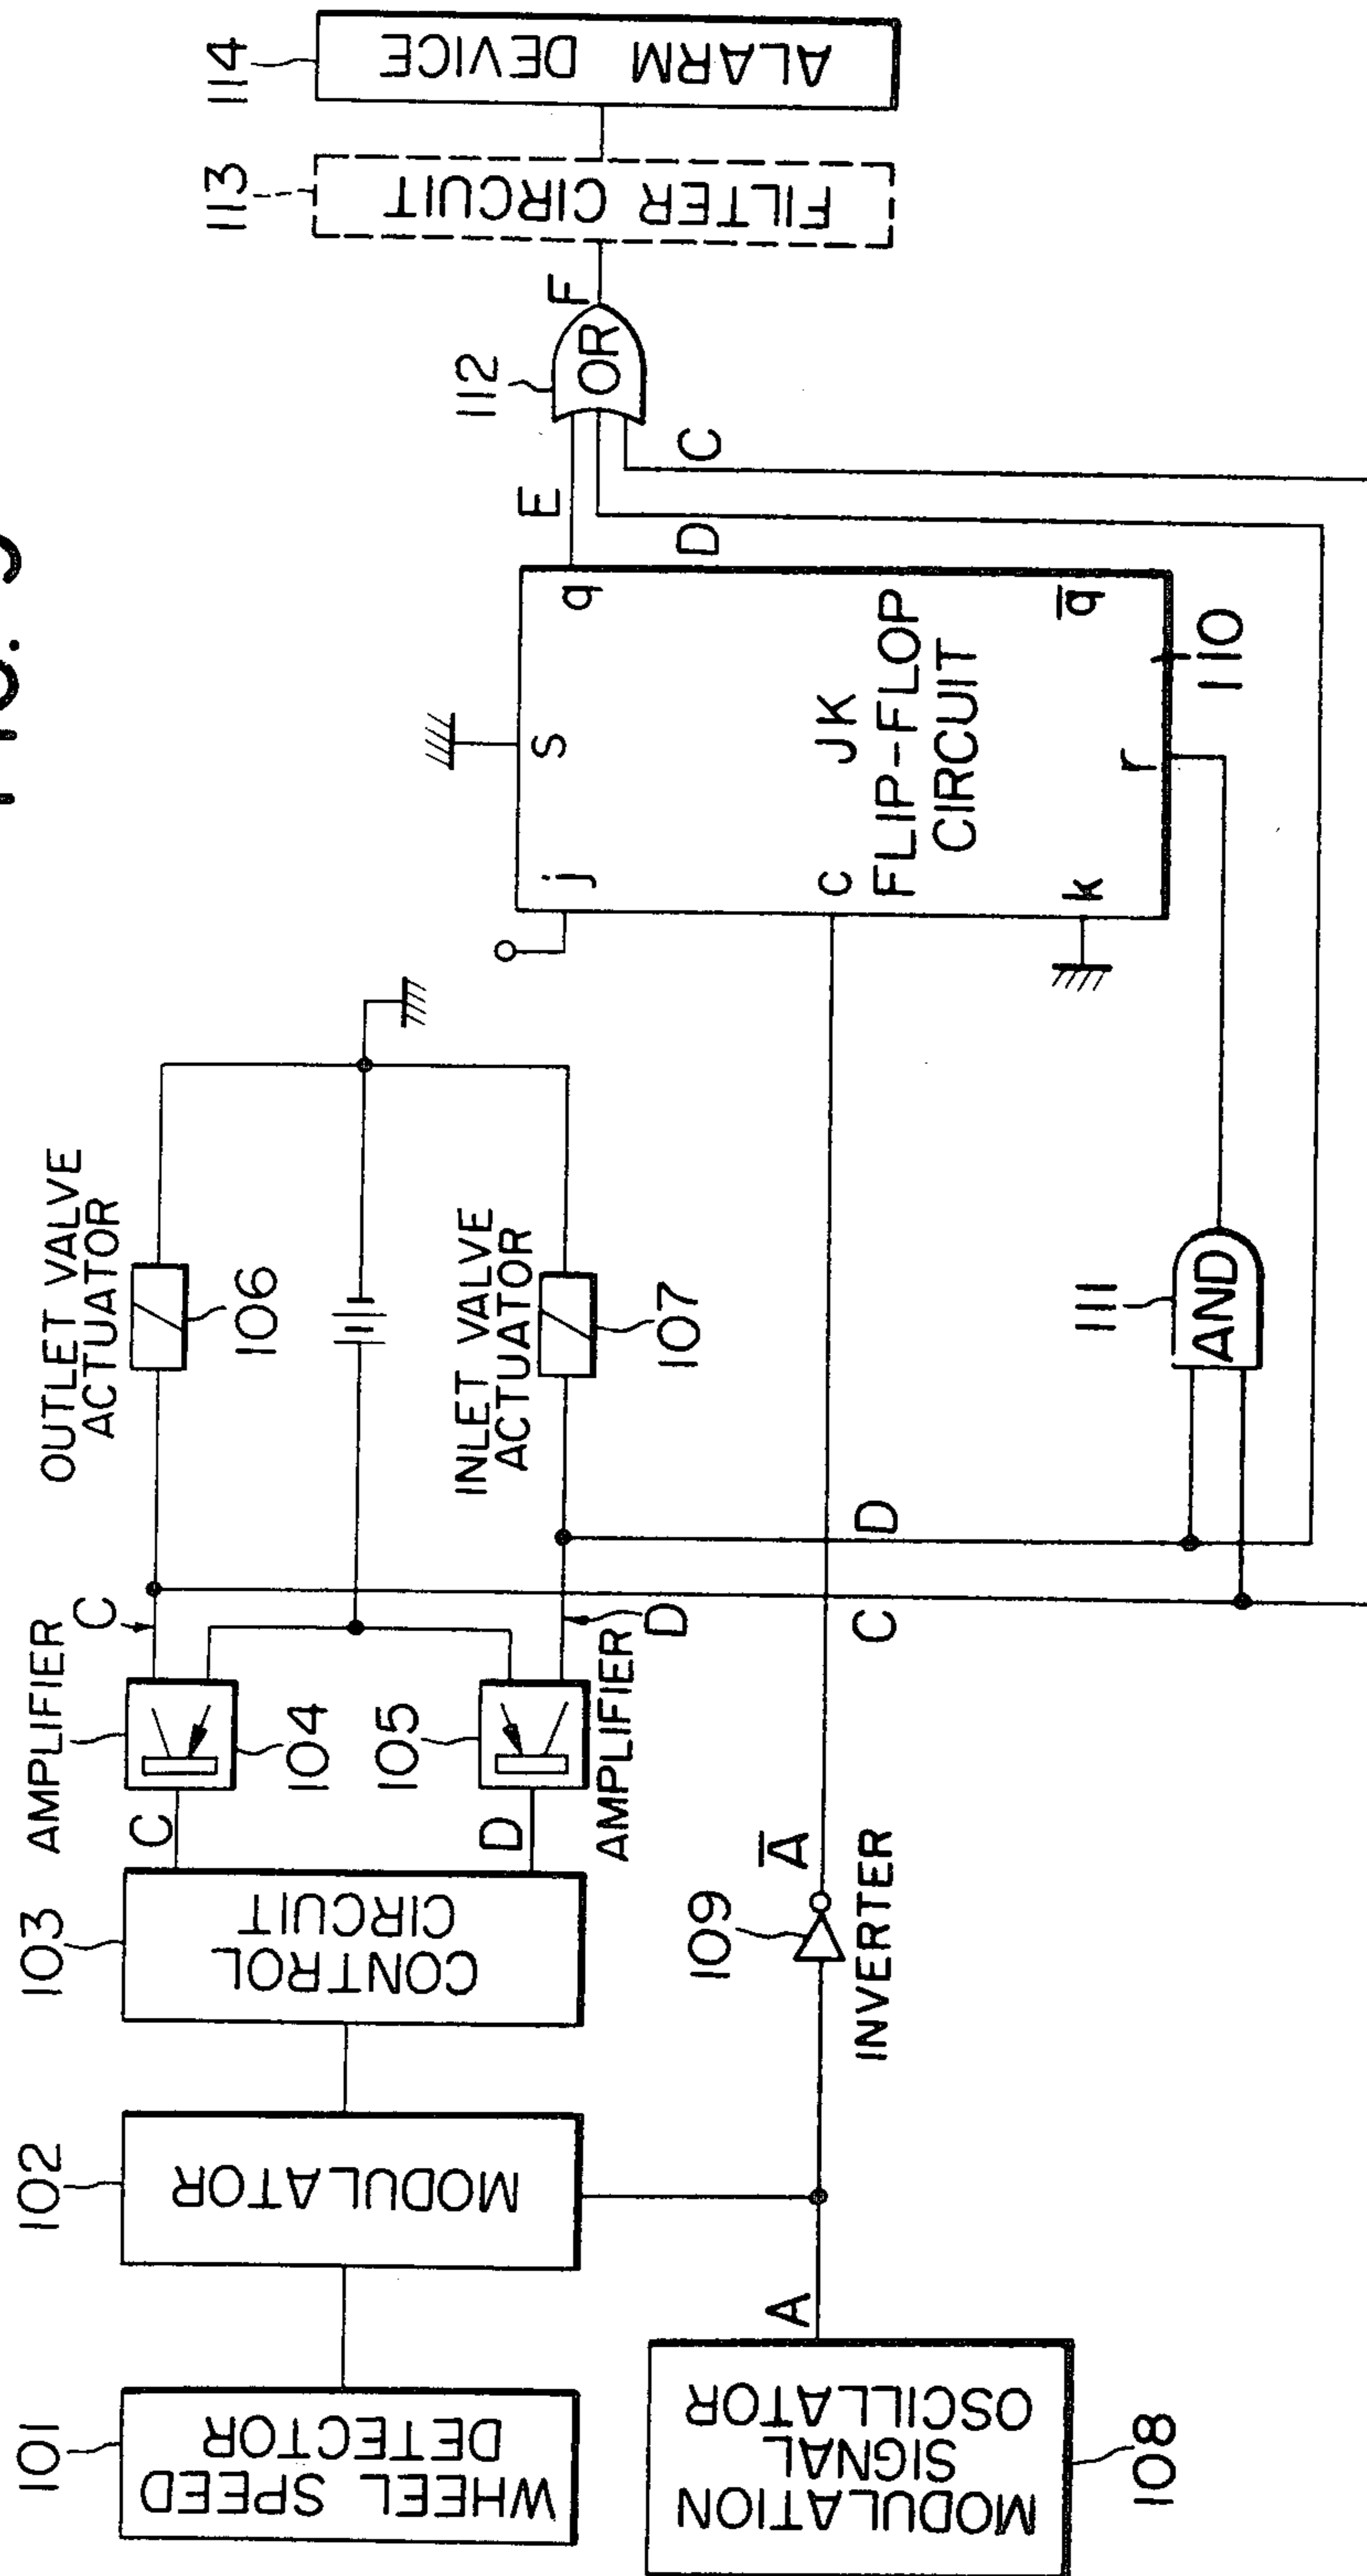 101
WHEEL SPEED
DETECTOR
102
MODULATOR
103
CONTROL
CIRCUIT
C
D
AMPLIFIER
104
105
AMPLIFIER
C
D
OUTLET VALVE
ACTUATOR
106
INLET VALVE
ACTUATOR
107
MODULATION
SIGNAL
OSCILLATOR
108
A
109
A̅
INVERTER
C
D
111
AND
j
s
q
c
JK
FLIP-FLOP
CIRCUIT
k
r
q̅
110
E
D
C
112
OR
F
113
FILTER CIRCUIT
114
ALARM DEVICE